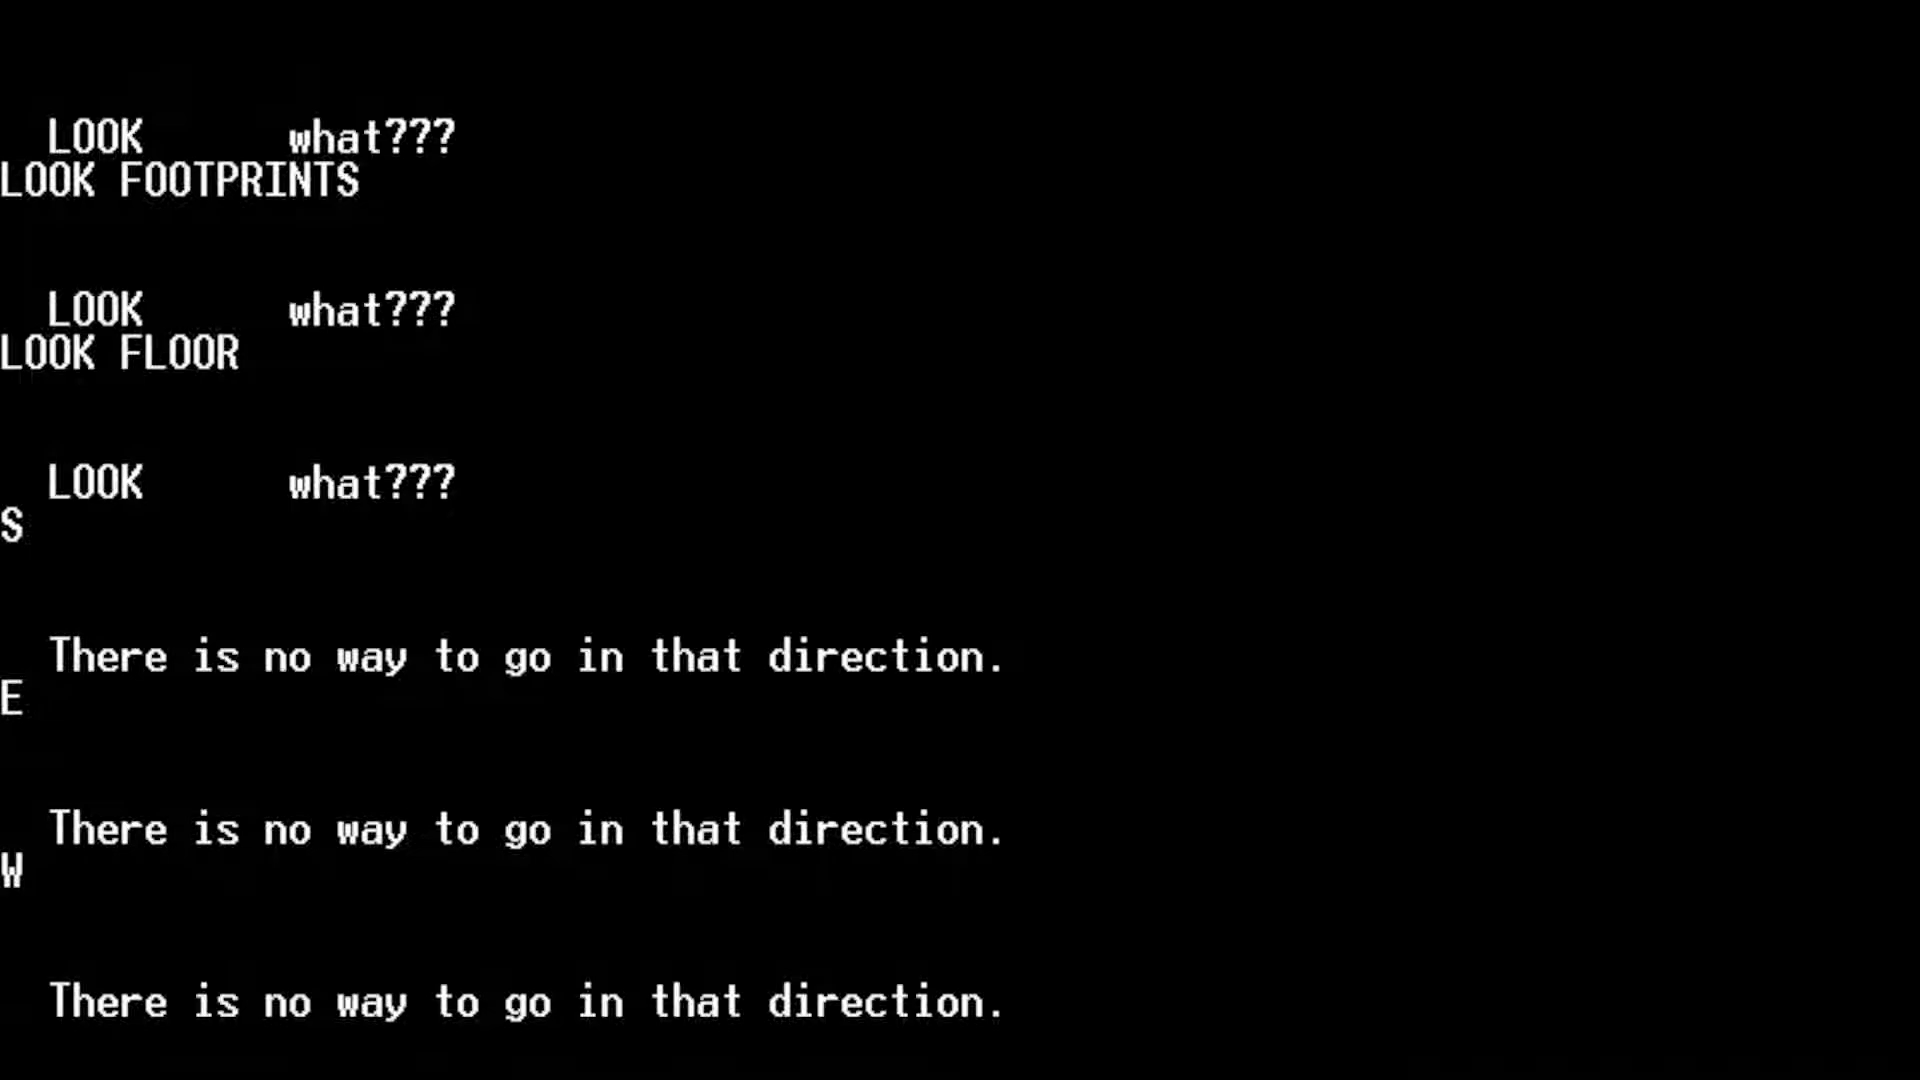 LOOK what???
LOOK FOOTPRINTS
LOOK what???
LOOK FLOOR
LOOK what???
S
There is no way to go in that direction.
E
There is no way to go in that direction.
W
There is no way to go in that direction.